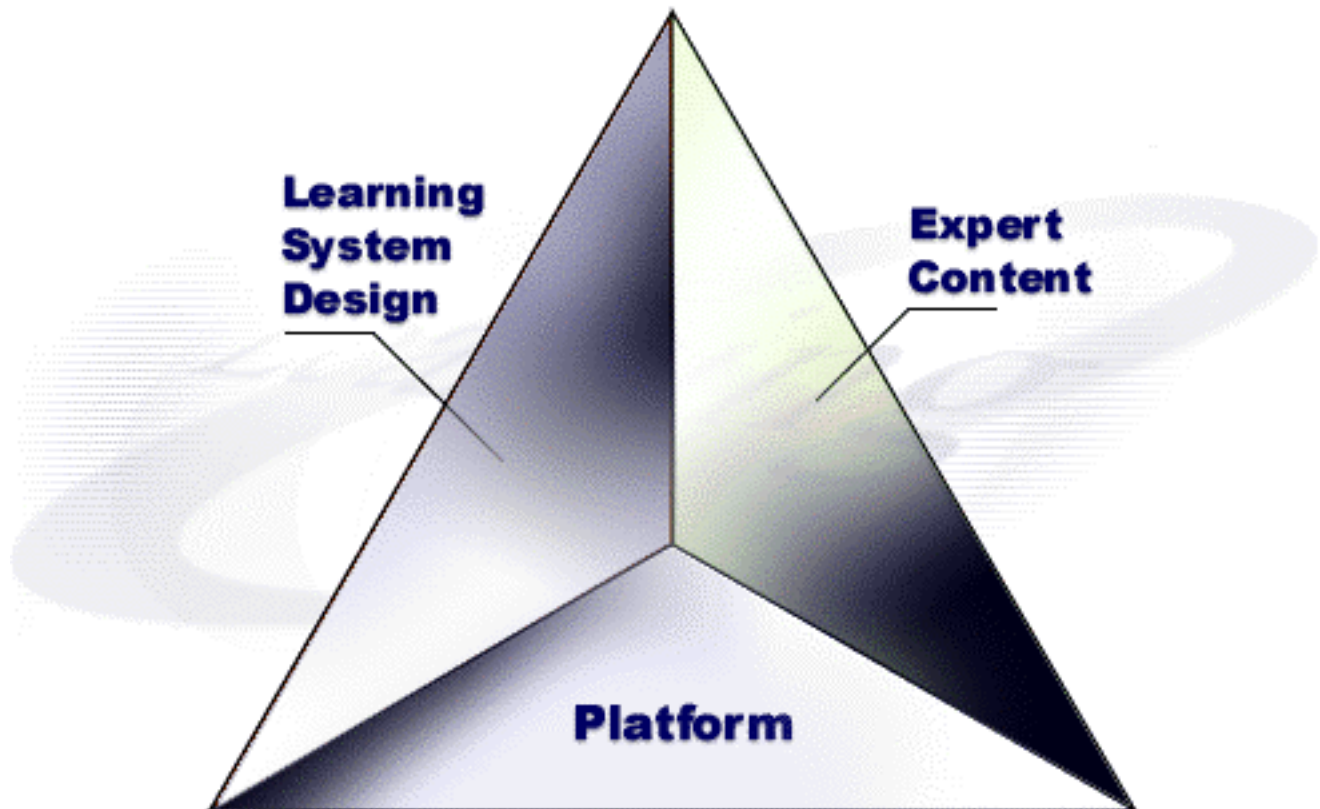 Learning
System
Design
Expert
Content
Platform